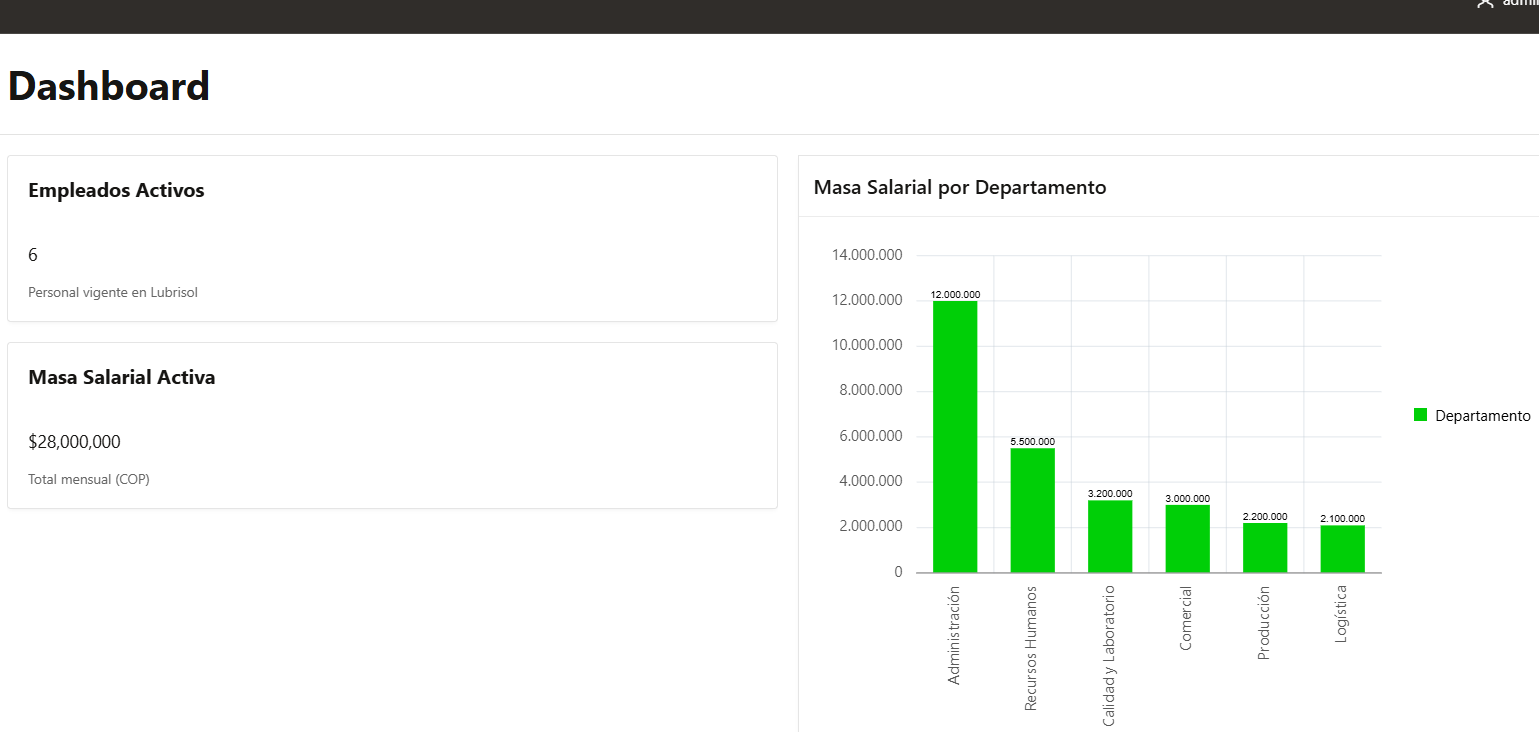 Dashboard
Empleados Activos
6
Personal vigente en Lubrisol
Masa Salarial Activa
$28,000,000
Total mensual (COP)
Masa Salarial por Departamento
14.000.000
12.000.000
10.000.000
8.000.000
6.000.000
4.000.000
2.000.000
0
12.000.000
5.500.000
3.200.000
3.000.000
2.200.000
2.100.000
Administración
Recursos Humanos
Calidad y Laboratorio
Comercial
Producción
Logística
Departamento